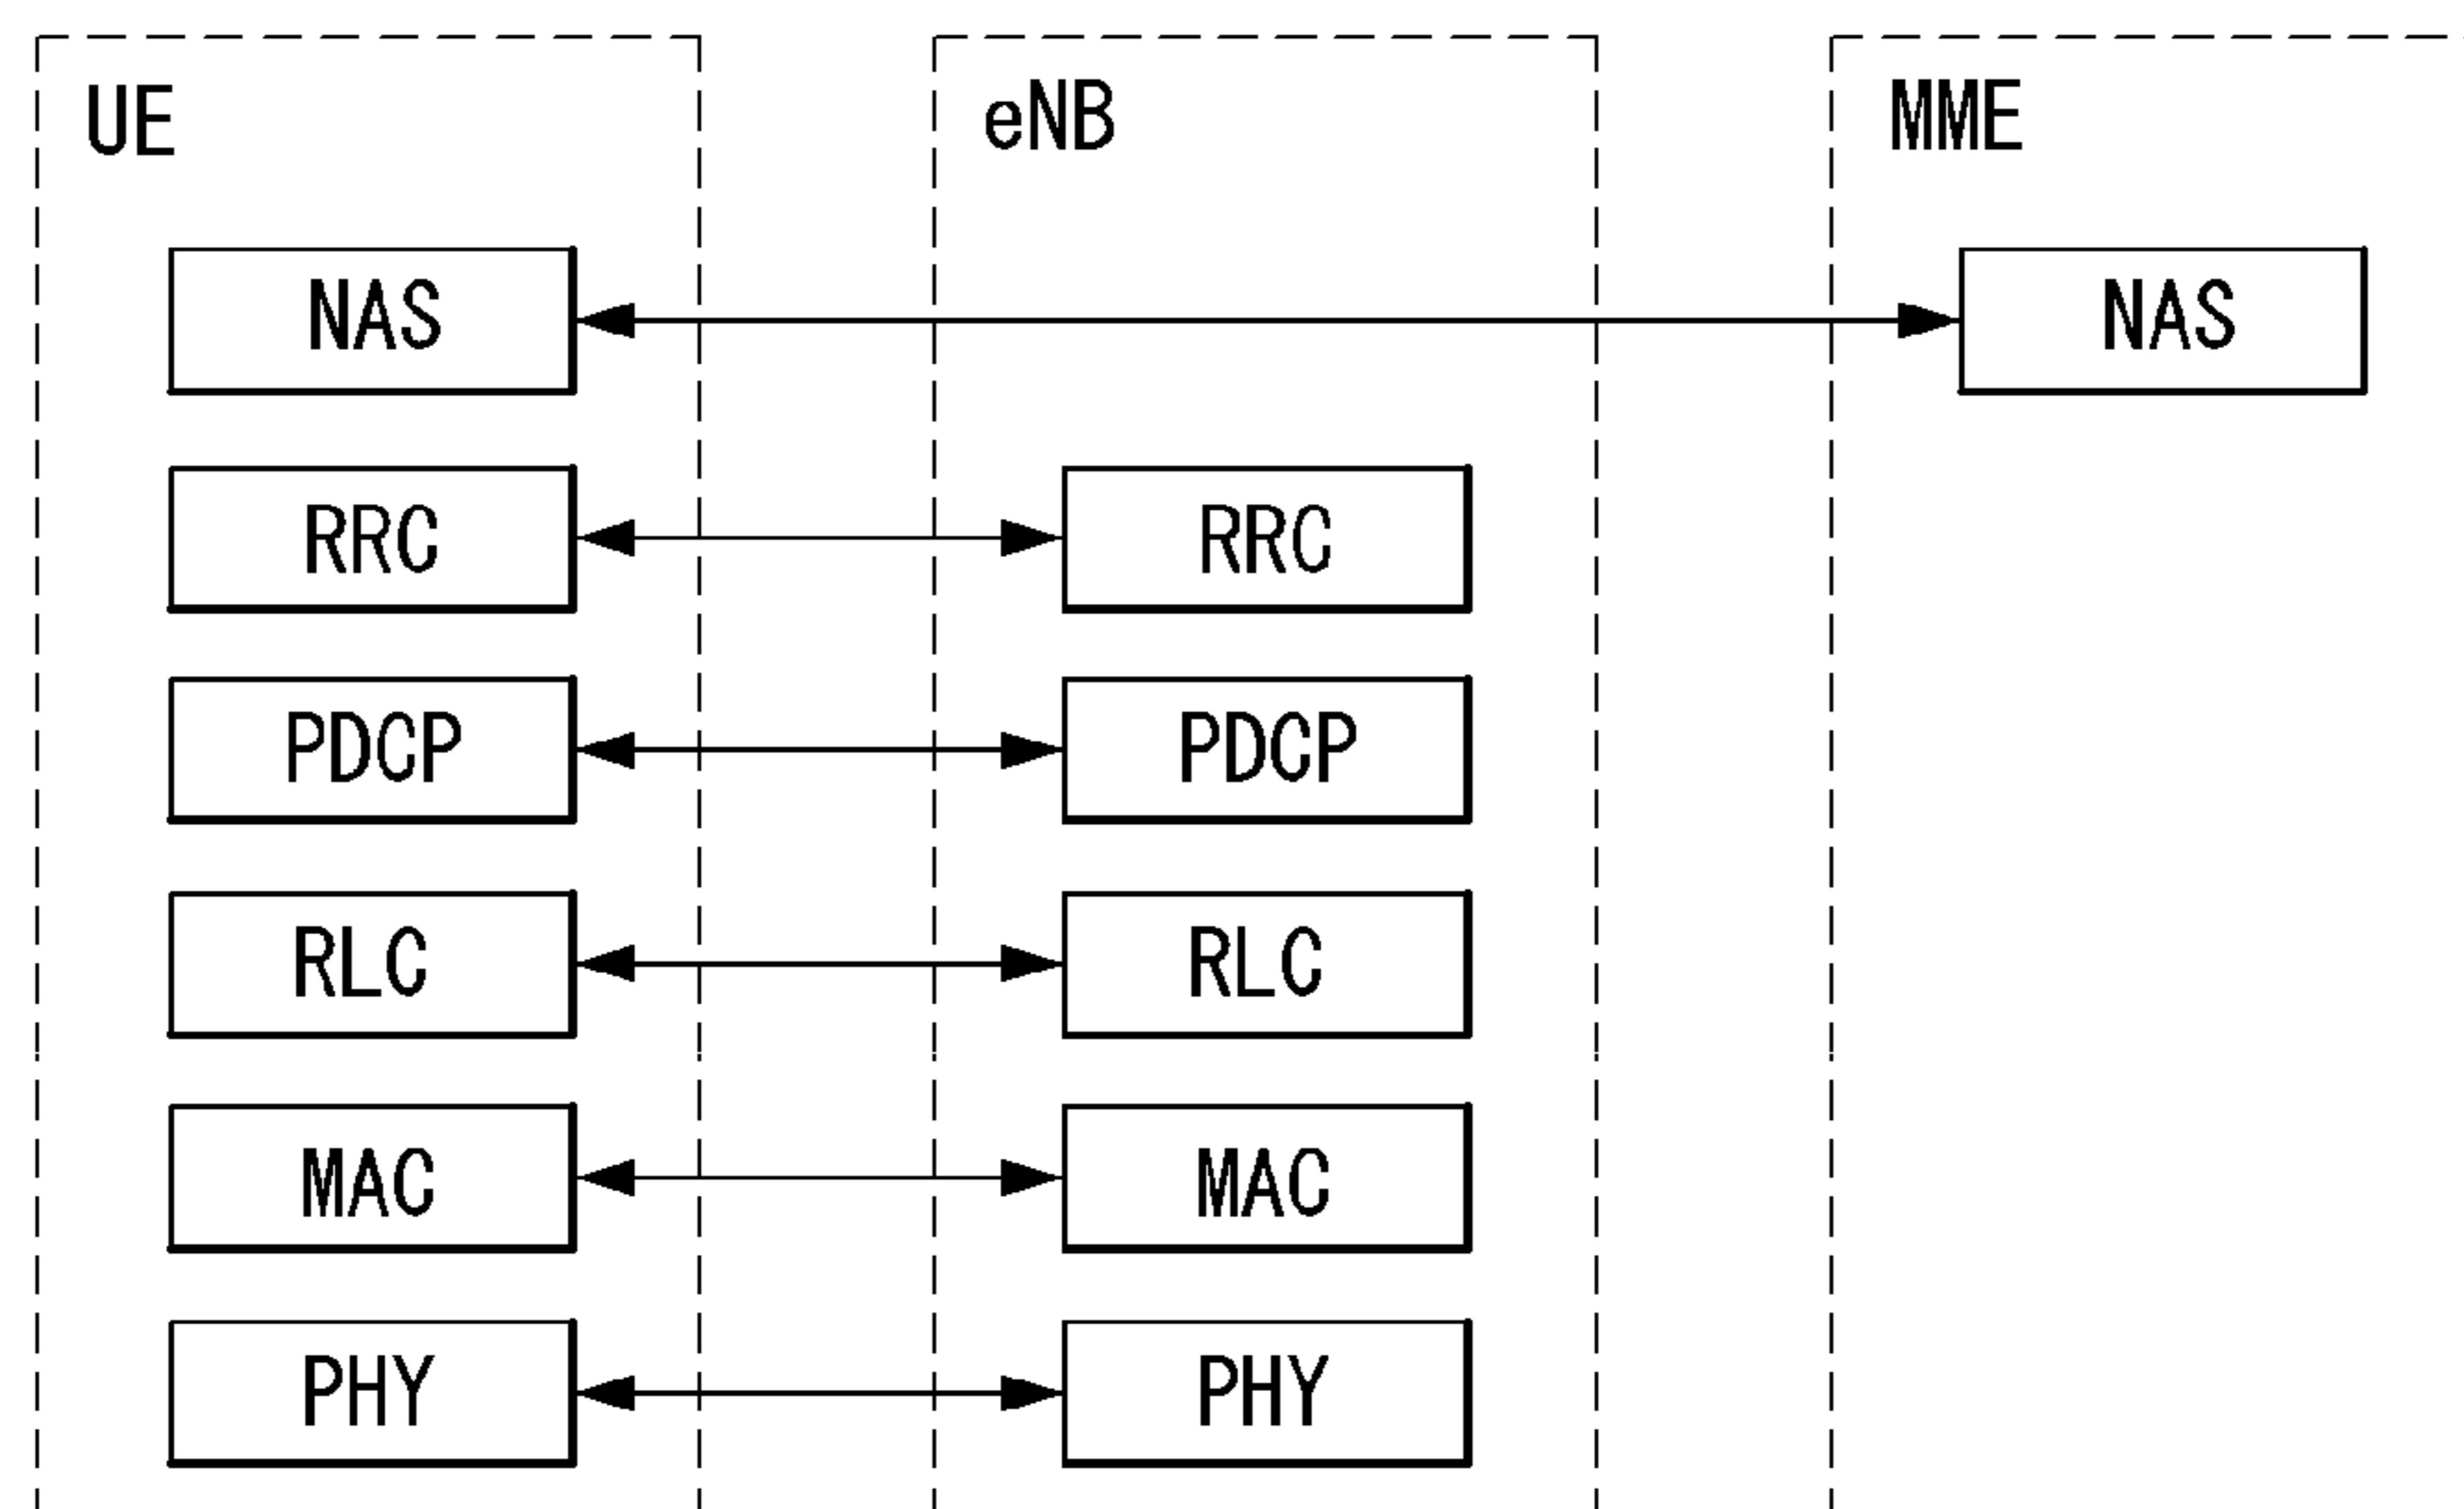 UE eNB MME
NAS NAS
RRC RRC
PDCP PDCP
RLC RLC
MAC MAC
PHY PHY